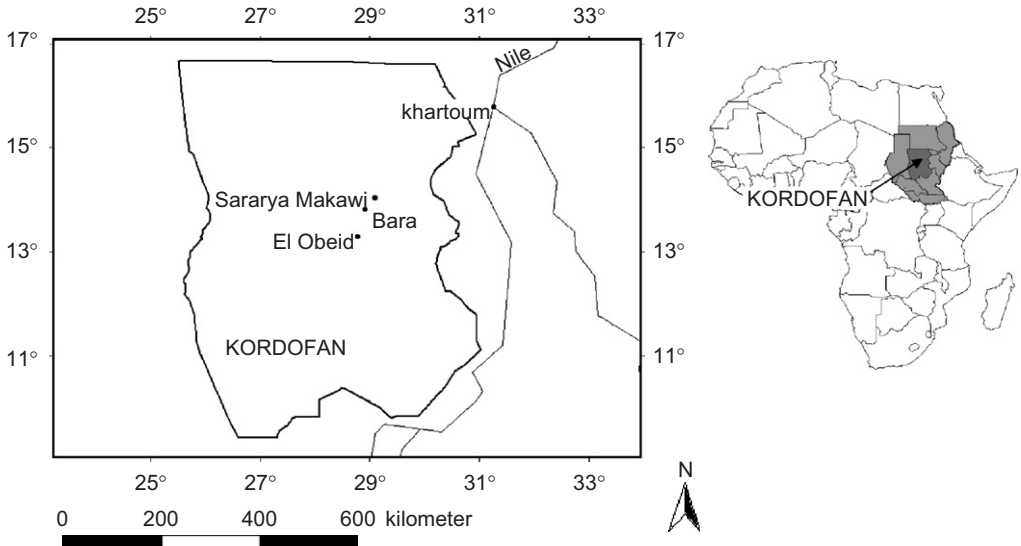 25° 27° 29° 31° 33°
17° 17°
Nile
khartoum
15° 15°
KORDOFAN
Sararya Makawi
Bara
13° 13°
El Obeid
11° 11°
KORDOFAN
25° 27° 29° 31° 33°
N
0 200 400 600 kilometer